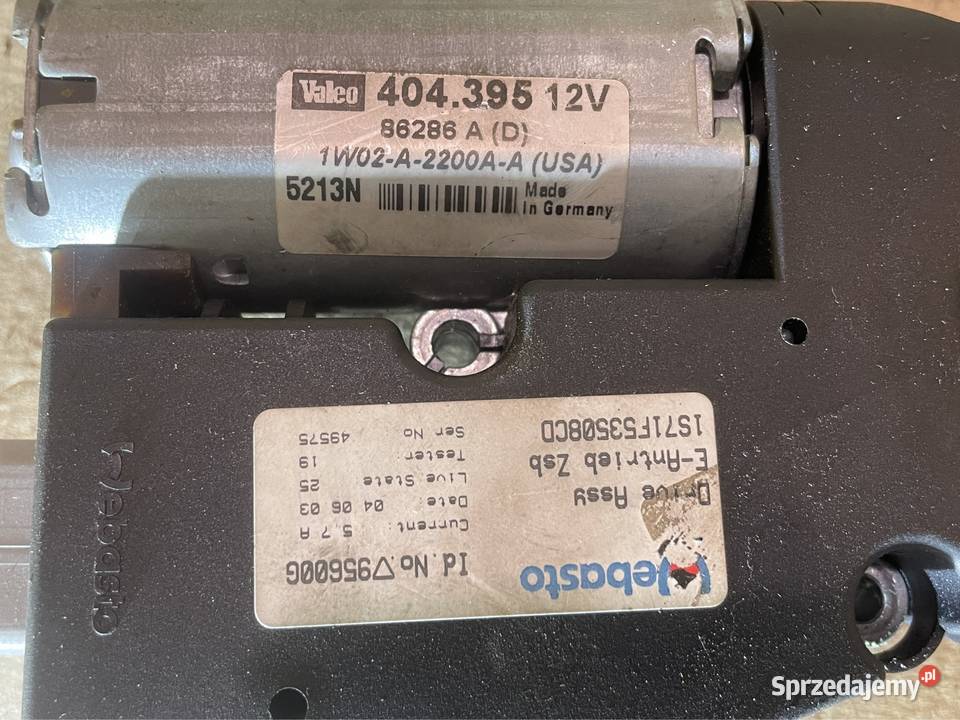 Valeo 404.395 12V
86286 A (D)
1W02-A-2200A-A (USA)
5213N Made
in Germany
Webasto
Id.No.▽95600G
Drive Assy
E-Antrieb Zsb
1S71F53508CD
Current: 5,7 A
Date: 04 06 03
Live State 25
Tester: 19
Ser No 49575
Webasto
Sprzedajemy.pl